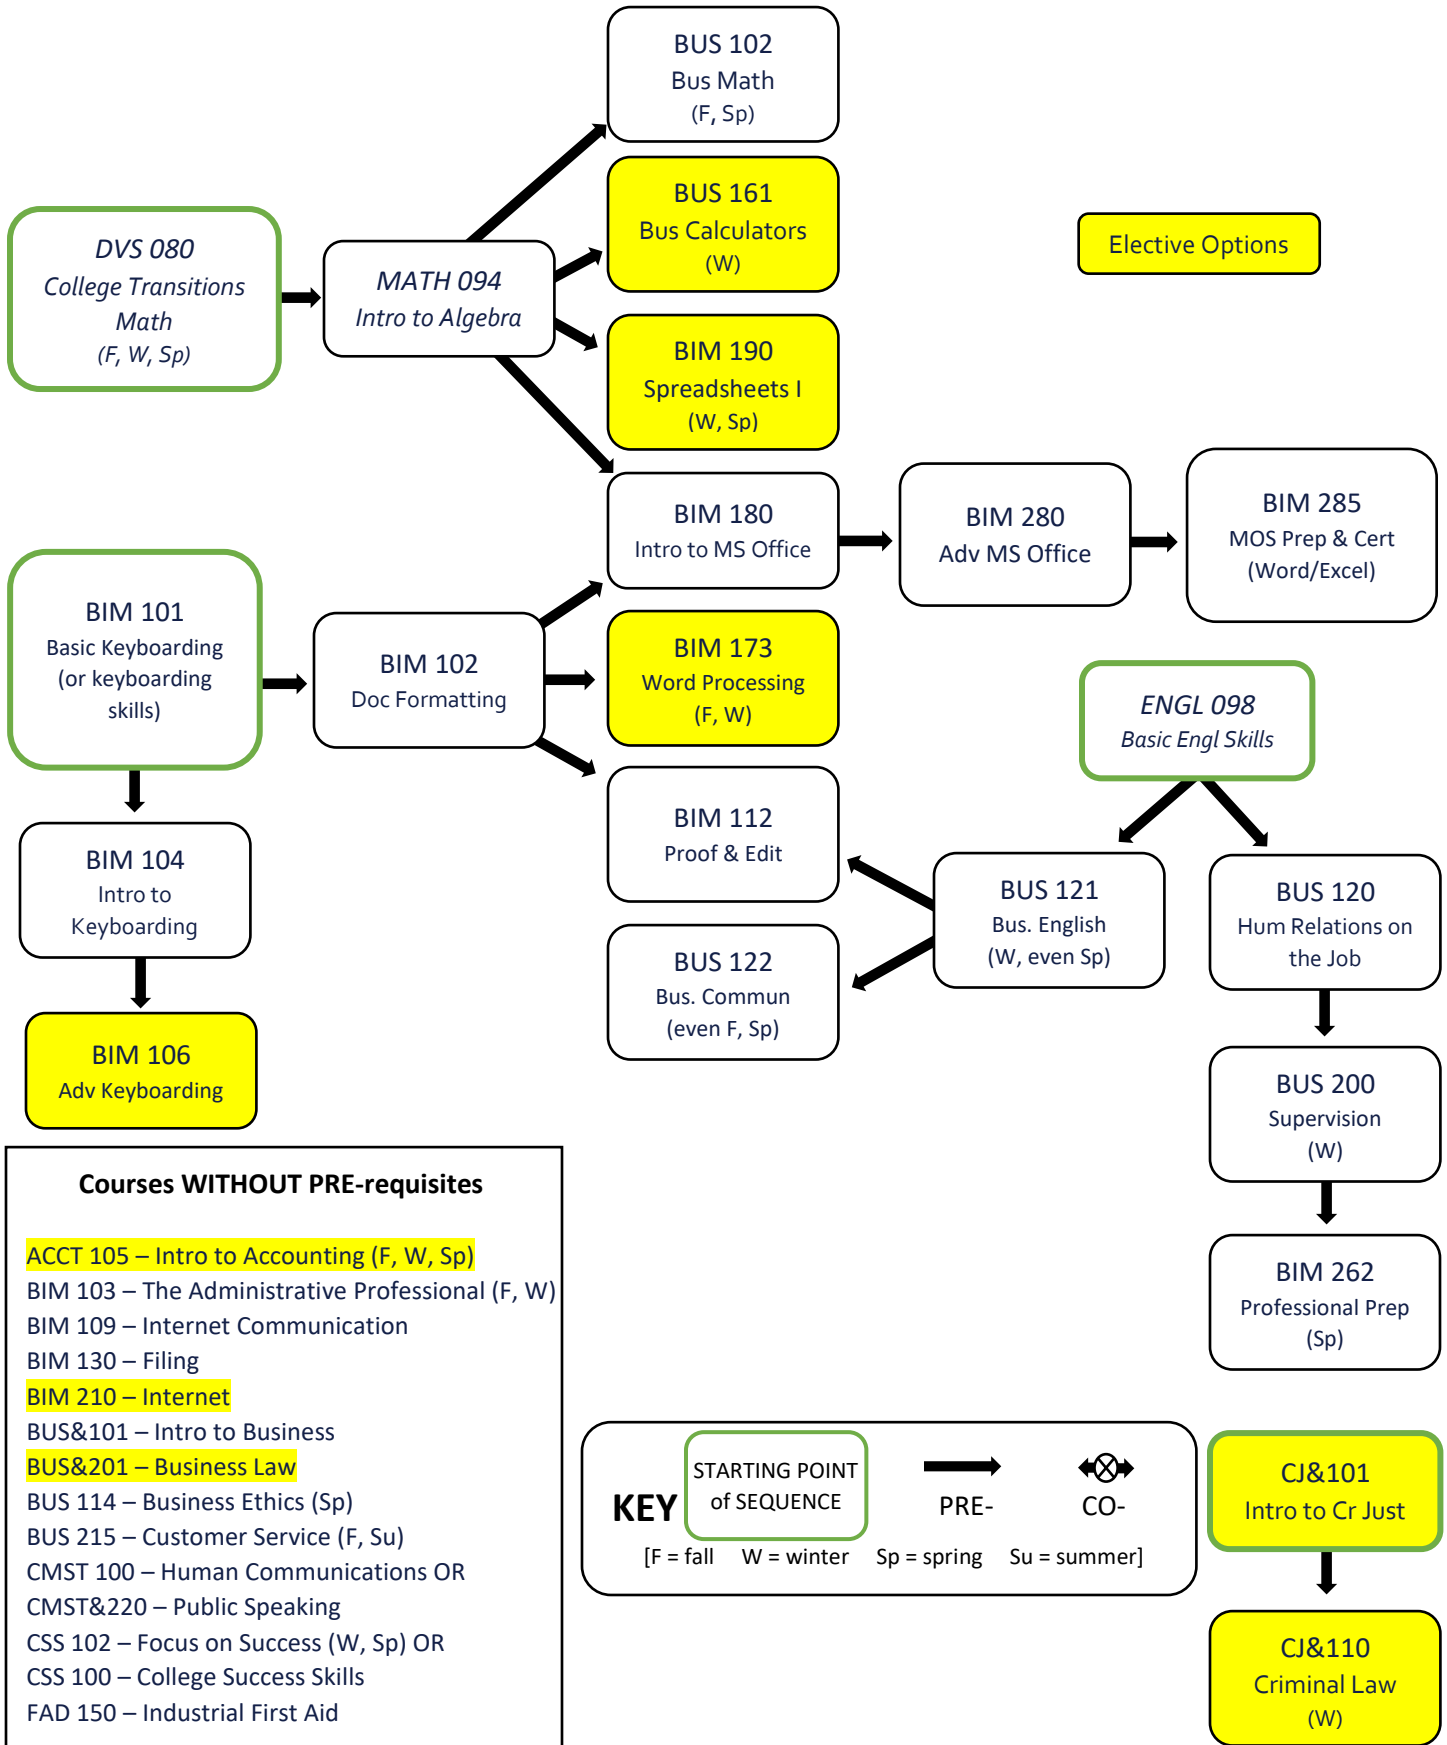 BUS 102
Bus Math
(F, Sp)
BUS 161
Bus Calculators
(W)
Elective Options
DVS 080
College Transitions
Math
(F, W, Sp)
MATH 094
Intro to Algebra
BIM 190
Spreadsheets I
(W, Sp)
BIM 180
Intro to MS Office
BIM 280
Adv MS Office
BIM 285
MOS Prep & Cert
(Word/Excel)
BIM 101
Basic Keyboarding
(or keyboarding
skills)
BIM 102
Doc Formatting
BIM 173
Word Processing
(F, W)
ENGL 098
Basic Engl Skills
BIM 112
Proof & Edit
BIM 104
Intro to
Keyboarding
BUS 121
Bus. English
(W, even Sp)
BUS 120
Hum Relations on
the Job
BUS 122
Bus. Commun
(even F, Sp)
BIM 106
Adv Keyboarding
BUS 200
Supervision
(W)
BIM 262
Professional Prep
(Sp)
Courses WITHOUT PRE-requisites
ACCT 105 – Intro to Accounting (F, W, Sp)
BIM 103 – The Administrative Professional (F, W)
BIM 109 – Internet Communication
BIM 130 – Filing
BIM 210 – Internet
BUS&101 – Intro to Business
BUS&201 – Business Law
BUS 114 – Business Ethics (Sp)
BUS 215 – Customer Service (F, Su)
CMST 100 – Human Communications OR
CMST&220 – Public Speaking
CSS 102 – Focus on Success (W, Sp) OR
CSS 100 – College Success Skills
FAD 150 – Industrial First Aid
KEY
STARTING POINT
of SEQUENCE
PRE-
CO-
[F = fall W = winter Sp = spring Su = summer]
CJ&101
Intro to Cr Just
CJ&110
Criminal Law
(W)